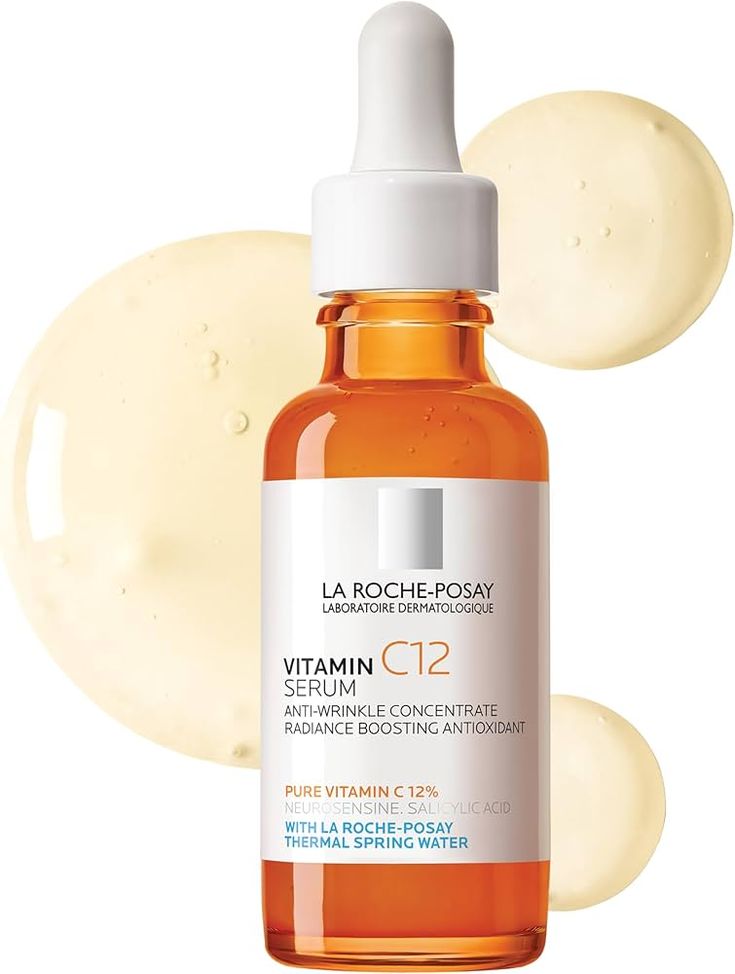 LA ROCHE-POSAY
LABORATOIRE DERMATOLOGIQUE
VITAMIN C12
SERUM
ANTI-WRINKLE CONCENTRATE
RADIANCE BOOSTING ANTIOXIDANT
PURE VITAMIN C 12%
NEUROSENSINE. SALICYLIC ACID
WITH LA ROCHE-POSAY
THERMAL SPRING WATER